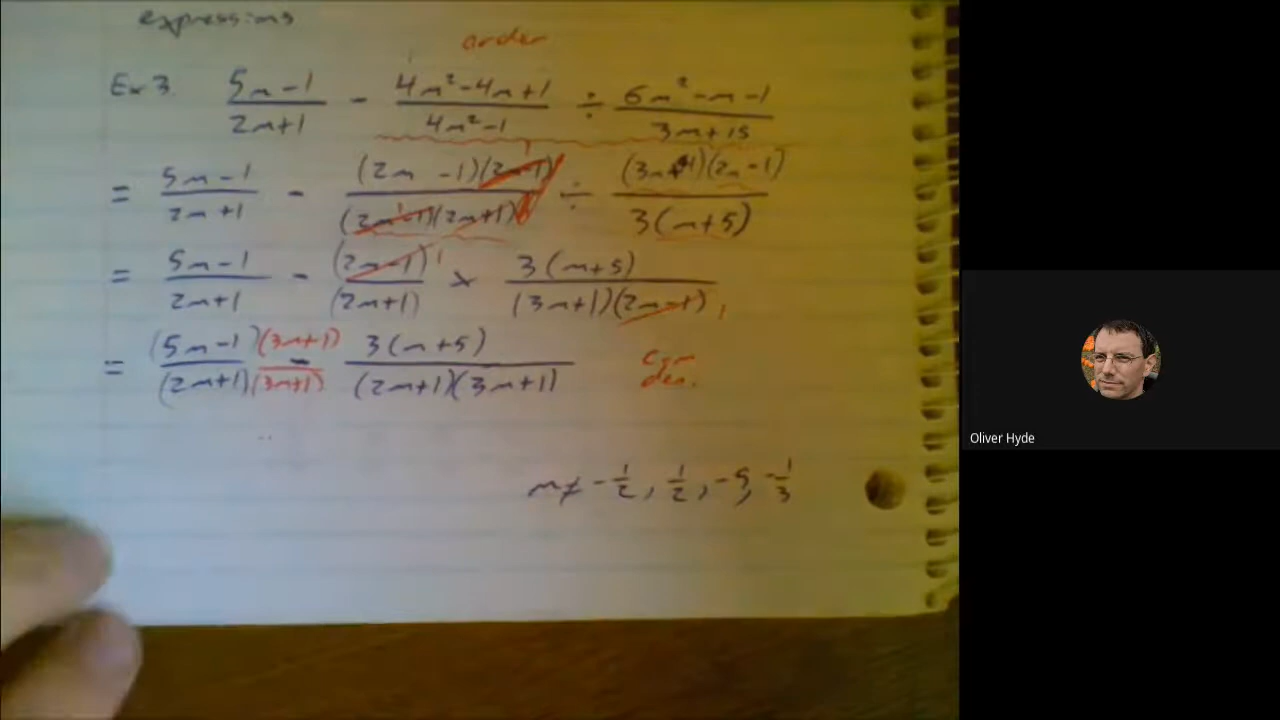 expressions
order
Ex 3. (5m-1)/(2m+1) - (4m²-4m+1)/(4m²-1) ÷ (6m²-m-1)/(3m+15)
= (5m-1)/(2m+1) - (2m-1)(2m-1)/(2m-1)(2m+1) ÷ (3m+1)(2m-1)/3(m+5)
= (5m-1)/(2m+1) - (2m-1)/(2m+1) × 3(m+5)/(3m+1)(2m-1)
= (5m-1)(3m+1)/(2m+1)(3m+1) - 3(m+5)/(2m+1)(3m+1) com den.
m≠ -1/2, 1/2, -5, -1/3
Oliver Hyde